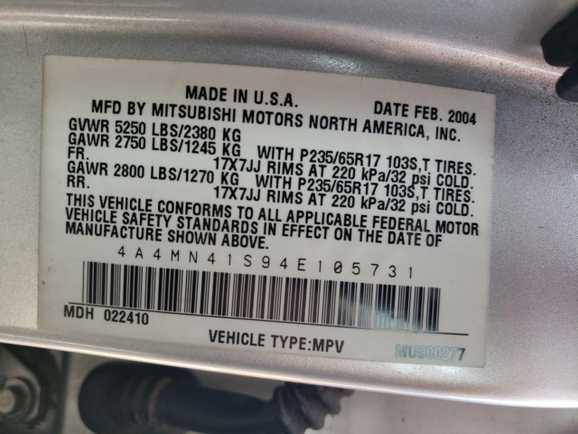 MADE IN U.S.A. DATE FEB. 2004
MFD BY MITSUBISHI MOTORS NORTH AMERICA, INC.
GVWR 5250 LBS/2380 KG
GAWR 2750 LBS/1245 KG WITH P235/65R17 103S,T TIRES.
FR. 17X7JJ RIMS AT 220 kPa/32 psi COLD.
GAWR 2800 LBS/1270 KG WITH P235/65R17 103S,T TIRES.
RR. 17X7JJ RIMS AT 220 kPa/32 psi COLD.
THIS VEHICLE CONFORMS TO ALL APPLICABLE FEDERAL MOTOR
VEHICLE SAFETY STANDARDS IN EFFECT ON THE DATE OF
MANUFACTURE SHOWN ABOVE.
4A4MN41S94E105731
MDH 022410
VEHICLE TYPE:MPV